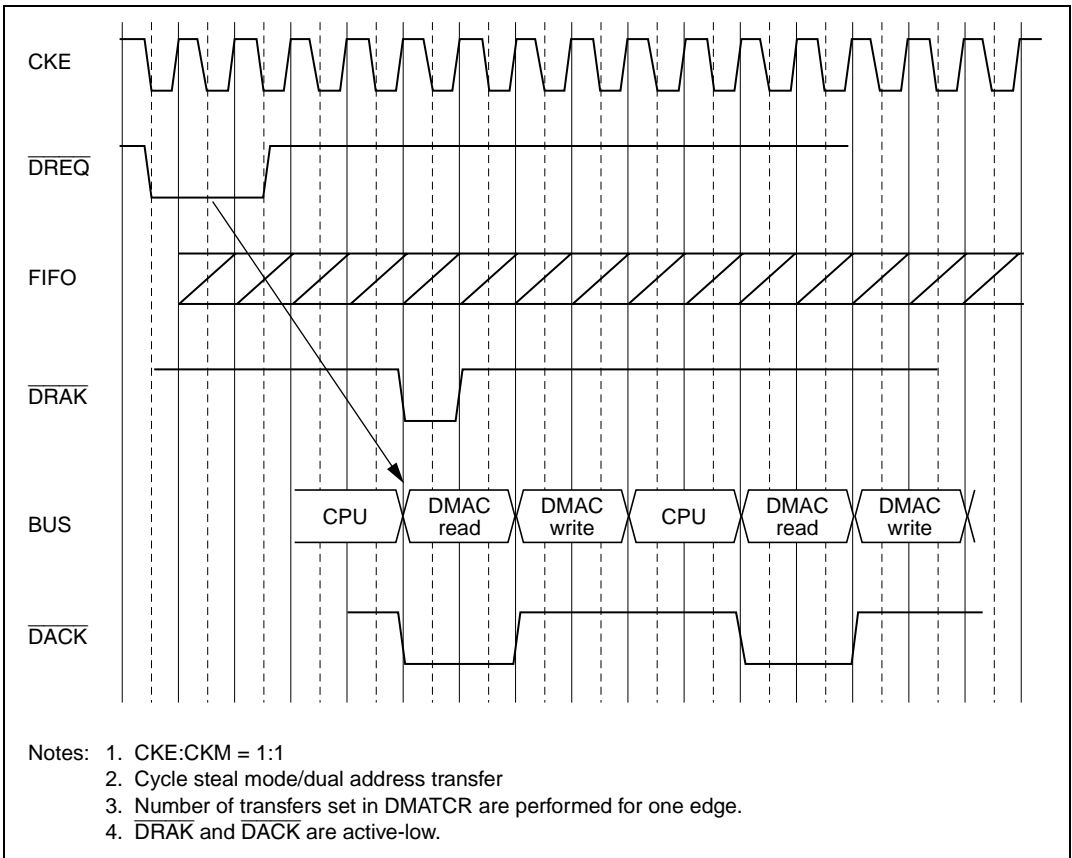 CKE
DREQ
FIFO
DRAK
BUS
CPU
DMAC
read
DMAC
write
CPU
DMAC
read
DMAC
write
DACK
Notes: 1. CKE:CKM = 1:1
2. Cycle steal mode/dual address transfer
3. Number of transfers set in DMATCR are performed for one edge.
4. DRAK and DACK are active-low.